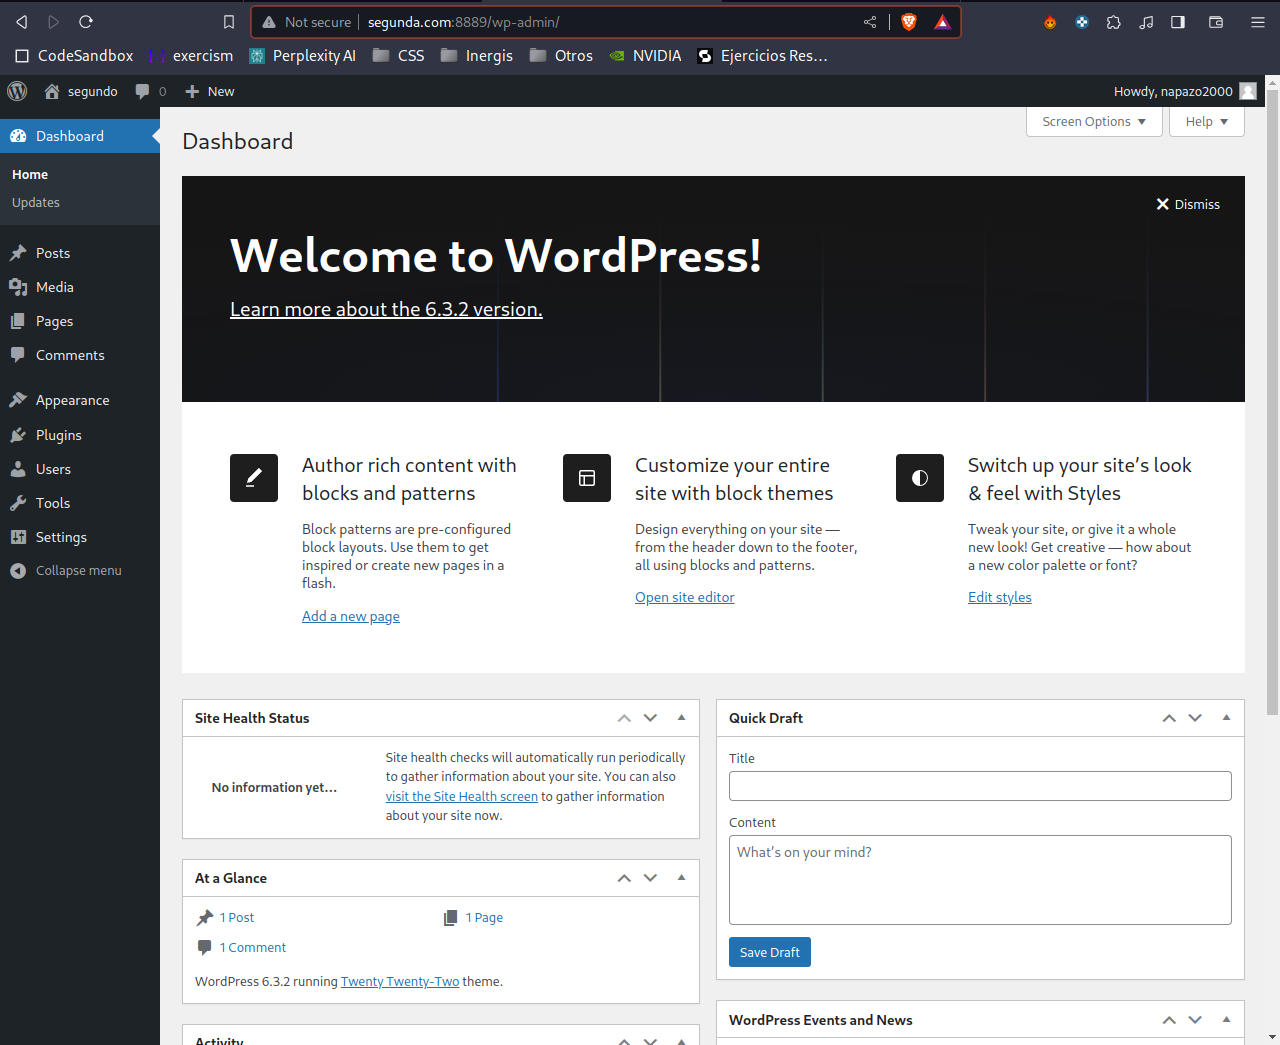 Not secure segunda.com:8889/wp-admin/
CodeSandbox exercism Perplexity AI CSS Inergis Otros NVIDIA Ejercicios Res...
segundo 0 New Howdy, napazo2000
Dashboard
Home
Updates
Posts
Media
Pages
Comments
Appearance
Plugins
Users
Tools
Settings
Collapse menu
Screen Options ▼ Help ▼
Dashboard
Dismiss
Welcome to WordPress!
Learn more about the 6.3.2 version.
Author rich content with
blocks and patterns
Block patterns are pre-configured
block layouts. Use them to get
inspired or create new pages in a
flash.
Add a new page
Customize your entire
site with block themes
Design everything on your site —
from the header down to the footer,
all using blocks and patterns.
Open site editor
Switch up your site’s look
& feel with Styles
Tweak your site, or give it a whole
new look! Get creative — how about
a new color palette or font?
Edit styles
Site Health Status
No information yet…
Site health checks will automatically run periodically
to gather information about your site. You can also
visit the Site Health screen to gather information
about your site now.
At a Glance
1 Post
1 Page
1 Comment
WordPress 6.3.2 running Twenty Twenty-Two theme.
Activity
Quick Draft
Title
Content
What’s on your mind?
Save Draft
WordPress Events and News